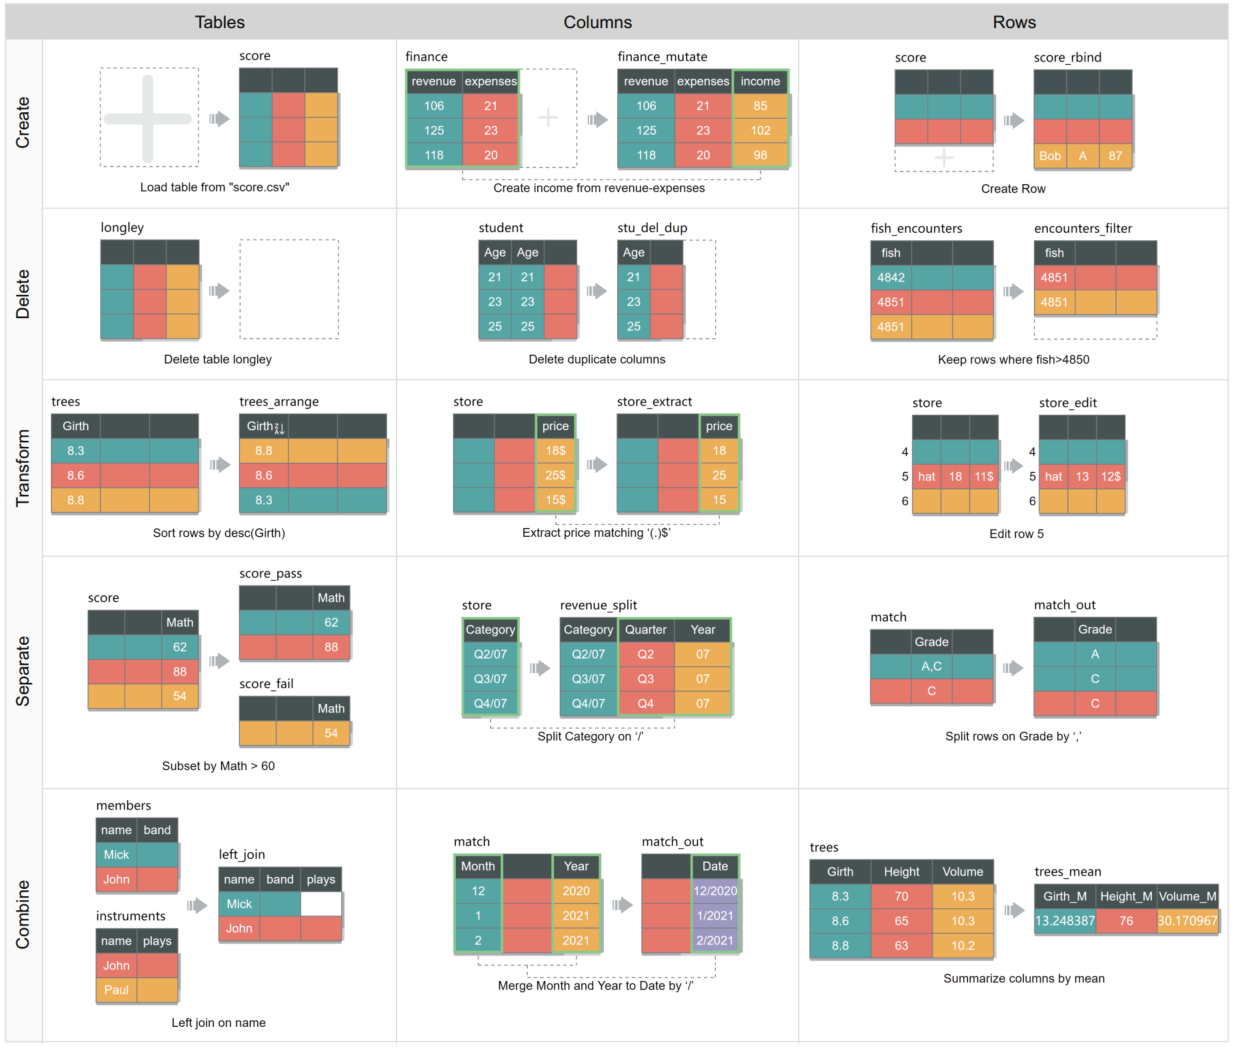 Tables Columns Rows
Create
score
Load table from "score.csv"
finance finance_mutate
revenue expenses revenue expenses income
106 21 106 21 85
125 23 125 23 102
118 20 118 20 98
Create income from revenue-expenses
score score_rbind
Bob A 87
Create Row
Delete
longley
Delete table longley
student stu_del_dup
Age Age Age
21 21 21
23 23 23
25 25 25
Delete duplicate columns
fish_encounters encounters_filter
fish fish
4842 4851
4851 4851
4851
Keep rows where fish>4850
Transform
trees trees_arrange
Girth Girth
8.3 8.8
8.6 8.6
8.8 8.3
Sort rows by desc(Girth)
store store_extract
price price
18$ 18
25$ 25
15$ 15
Extract price matching ‘(.)$’
store store_edit
4 4
5 hat 18 11$ 5 hat 13 12$
6 6
Edit row 5
Separate
score score_pass
Math Math
62 62
88 88
54
score_fail
Math
54
Subset by Math > 60
store revenue_split
Category Category Quarter Year
Q2/07 Q2/07 Q2 07
Q3/07 Q3/07 Q3 07
Q4/07 Q4/07 Q4 07
Split Category on ‘/’
match match_out
Grade Grade
A,C A
C C
C
Split rows on Grade by ‘,’
Combine
members
name band
Mick
John
instruments
name plays
John
Paul
left_join
name band plays
Mick
John
Left join on name
match match_out
Month Year Date
12 2020 12/2020
1 2021 1/2021
2 2021 2/2021
Merge Month and Year to Date by ‘/’
trees trees_mean
Girth Height Volume Girth_M Height_M Volume_M
8.3 70 10.3 13.248387 76 30.170967
8.6 65 10.3
8.8 63 10.2
Summarize columns by mean